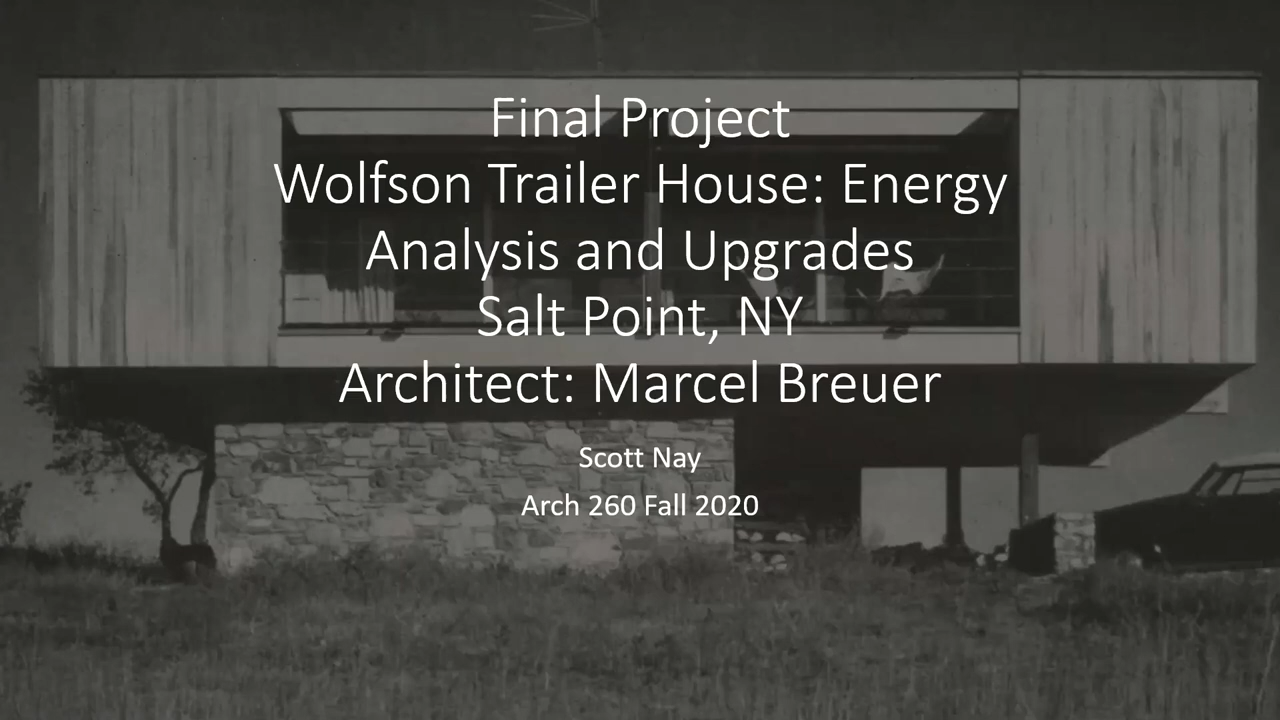 Final Project
Wolfson Trailer House: Energy
Analysis and Upgrades
Salt Point, NY
Architect: Marcel Breuer
Scott Nay
Arch 260 Fall 2020